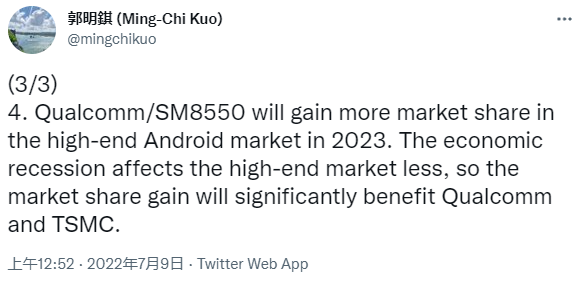 郭明錤 (Ming-Chi Kuo)
@mingchikuo
(3/3)
4. Qualcomm/SM8550 will gain more market share in
the high-end Android market in 2023. The economic
recession affects the high-end market less, so the
market share gain will significantly benefit Qualcomm
and TSMC.
上午12:52 · 2022年7月9日 · Twitter Web App